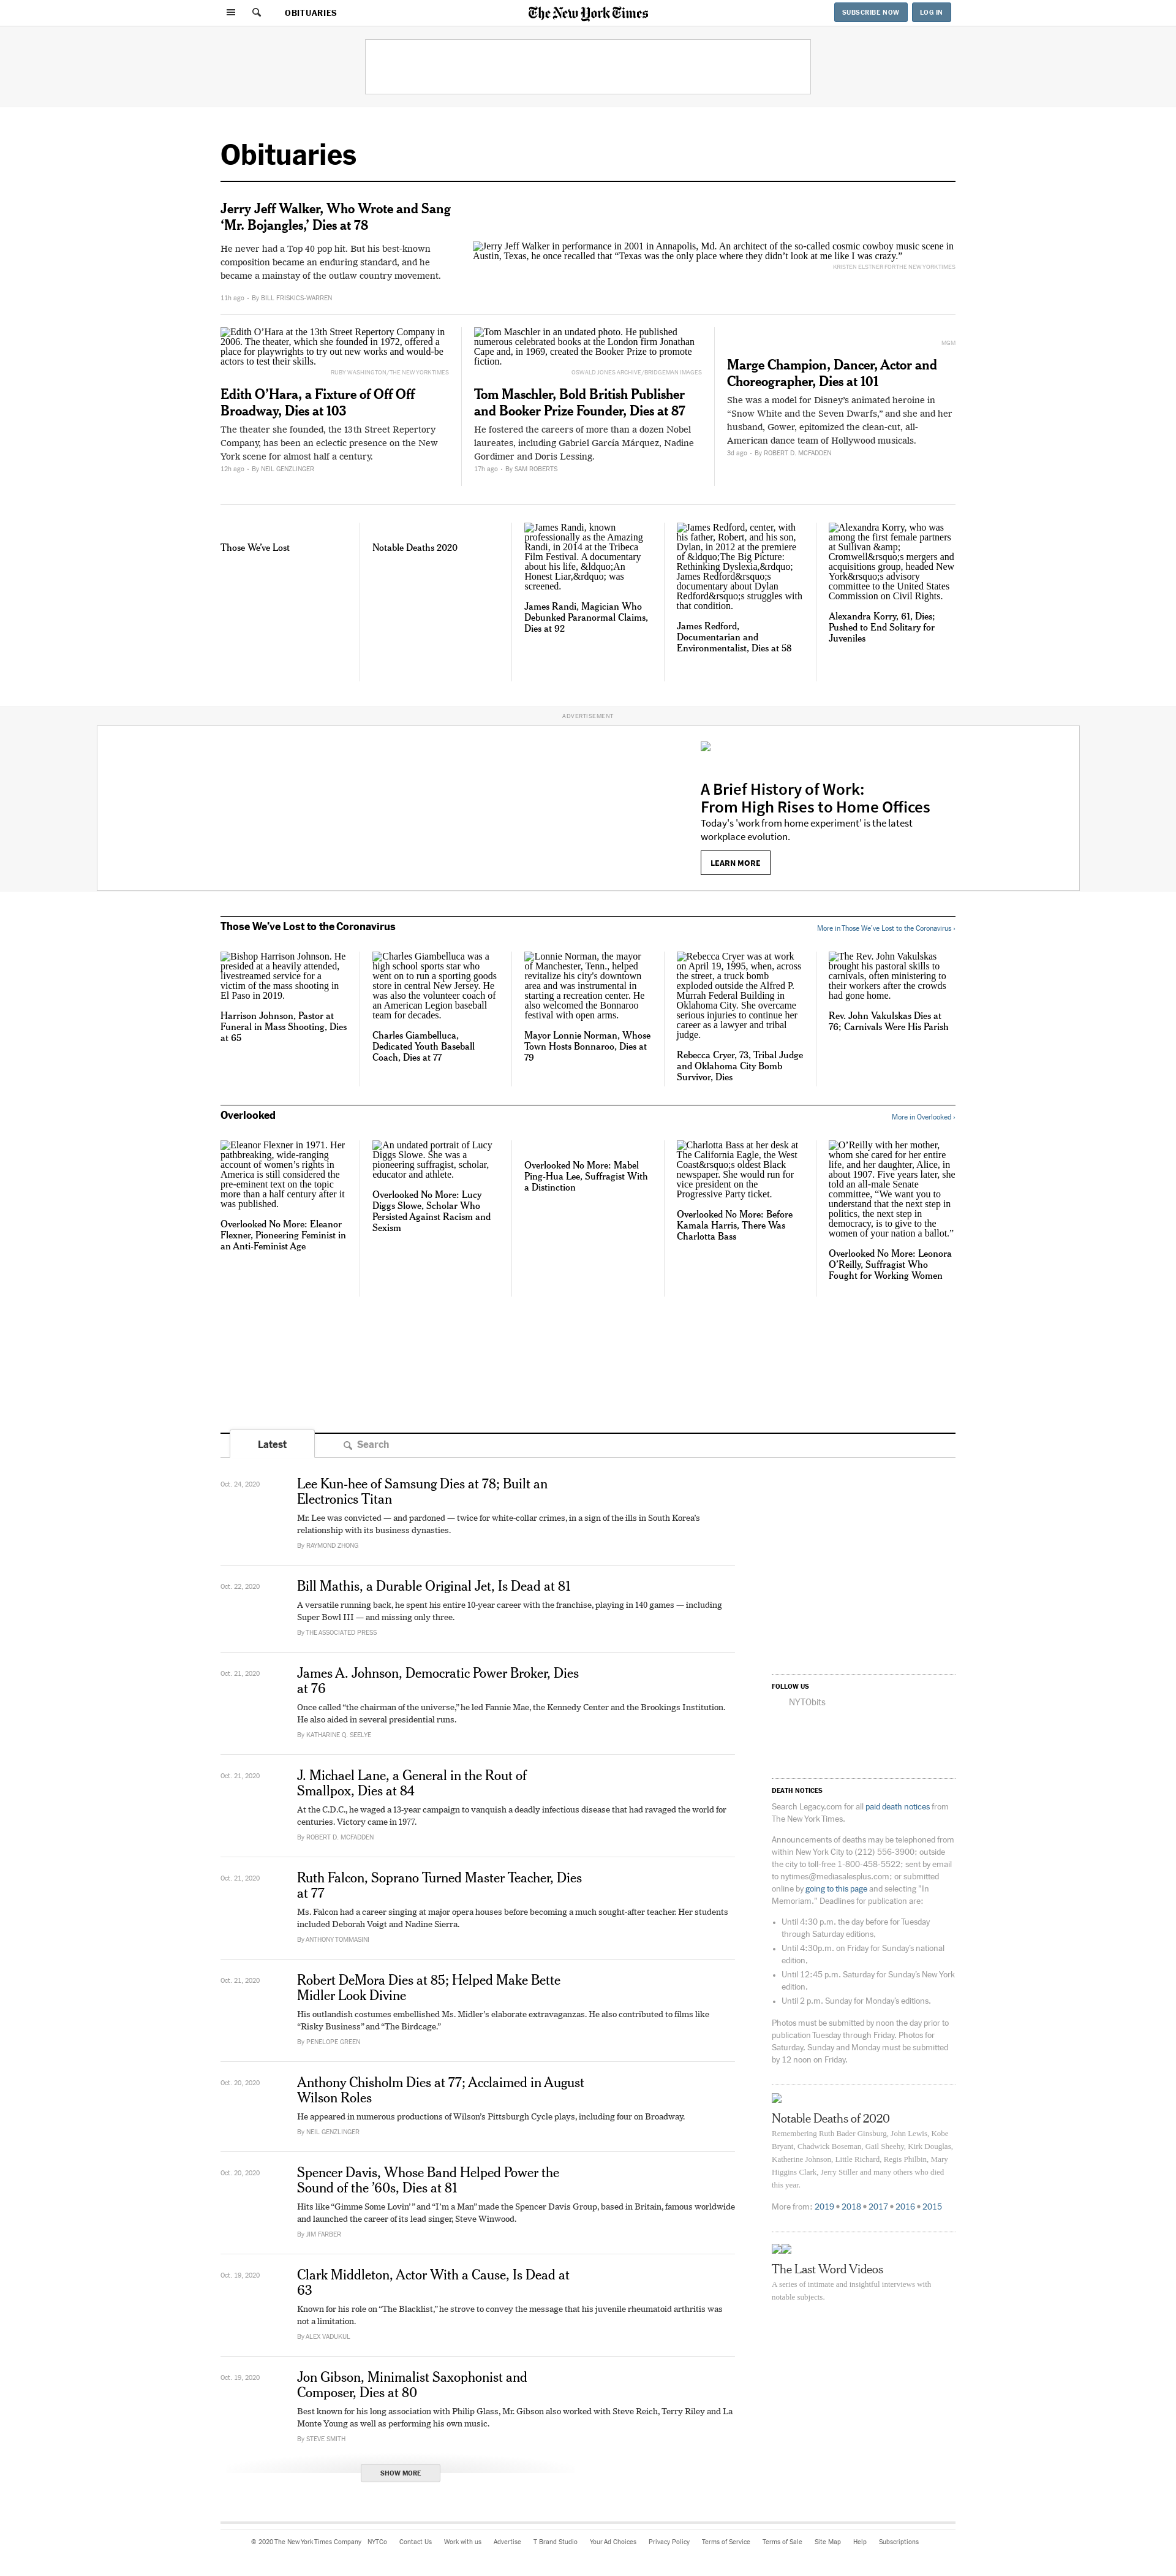 OBITUARIES
The New York Times
SUBSCRIBE NOW
LOG IN
Obituaries
Jerry Jeff Walker, Who Wrote and Sang
‘Mr. Bojangles,’ Dies at 78
He never had a Top 40 pop hit. But his best-known
composition became an enduring standard, and he
became a mainstay of the outlaw country movement.
11h ago • By BILL FRISKICS-WARREN
Jerry Jeff Walker in performance in 2001 in Annapolis, Md. An architect of the so-called cosmic cowboy music scene in
Austin, Texas, he once recalled that “Texas was the only place where they didn’t look at me like I was crazy.”
KRISTEN ELSTNER FOR THE NEW YORK TIMES
Edith O’Hara at the 13th Street Repertory Company in
2006. The theater, which she founded in 1972, offered a
place for playwrights to try out new works and would-be
actors to test their skills.
RUBY WASHINGTON/THE NEW YORK TIMES
Edith O’Hara, a Fixture of Off Off
Broadway, Dies at 103
The theater she founded, the 13th Street Repertory
Company, has been an eclectic presence on the New
York scene for almost half a century.
12h ago • By NEIL GENZLINGER
Tom Maschler in an undated photo. He published
numerous celebrated books at the London firm Jonathan
Cape and, in 1969, created the Booker Prize to promote
fiction.
OSWALD JONES ARCHIVE/BRIDGEMAN IMAGES
Tom Maschler, Bold British Publisher
and Booker Prize Founder, Dies at 87
He fostered the careers of more than a dozen Nobel
laureates, including Gabriel García Márquez, Nadine
Gordimer and Doris Lessing.
17h ago • By SAM ROBERTS
MGM
Marge Champion, Dancer, Actor and
Choreographer, Dies at 101
She was a model for Disney’s animated heroine in
“Snow White and the Seven Dwarfs,” and she and her
husband, Gower, epitomized the clean-cut, all-
American dance team of Hollywood musicals.
3d ago • By ROBERT D. MCFADDEN
Those We’ve Lost
Notable Deaths 2020
James Randi, known
professionally as the Amazing
Randi, in 2014 at the Tribeca
Film Festival. A documentary
about his life, &ldquo;An
Honest Liar,&rdquo; was
screened.
James Randi, Magician Who
Debunked Paranormal Claims,
Dies at 92
James Redford, center, with
his father, Robert, and his son,
Dylan, in 2012 at the premiere
of &ldquo;The Big Picture:
Rethinking Dyslexia,&rdquo;
James Redford&rsquo;s
documentary about Dylan
Redford&rsquo;s struggles with
that condition.
James Redford,
Documentarian and
Environmentalist, Dies at 58
Alexandra Korry, who was
among the first female partners
at Sullivan &amp;
Cromwell&rsquo;s mergers and
acquisitions group, headed New
York&rsquo;s advisory
committee to the United States
Commission on Civil Rights.
Alexandra Korry, 61, Dies;
Pushed to End Solitary for
Juveniles
ADVERTISEMENT
A Brief History of Work:
From High Rises to Home Offices
Today's 'work from home experiment' is the latest
workplace evolution.
LEARN MORE
Those We’ve Lost to the Coronavirus
More in Those We’ve Lost to the Coronavirus ›
Bishop Harrison Johnson. He
presided at a heavily attended,
livestreamed service for a
victim of the mass shooting in
El Paso in 2019.
Harrison Johnson, Pastor at
Funeral in Mass Shooting, Dies
at 65
Charles Giambelluca was a
high school sports star who
went on to run a sporting goods
store in central New Jersey. He
was also the volunteer coach of
an American Legion baseball
team for decades.
Charles Giambelluca,
Dedicated Youth Baseball
Coach, Dies at 77
Lonnie Norman, the mayor
of Manchester, Tenn., helped
revitalize his city's downtown
area and was instrumental in
starting a recreation center. He
also welcomed the Bonnaroo
festival with open arms.
Mayor Lonnie Norman, Whose
Town Hosts Bonnaroo, Dies at
79
Rebecca Cryer was at work
on April 19, 1995, when, across
the street, a truck bomb
exploded outside the Alfred P.
Murrah Federal Building in
Oklahoma City. She overcame
serious injuries to continue her
career as a lawyer and tribal
judge.
Rebecca Cryer, 73, Tribal Judge
and Oklahoma City Bomb
Survivor, Dies
The Rev. John Vakulskas
brought his pastoral skills to
carnivals, often ministering to
their workers after the crowds
had gone home.
Rev. John Vakulskas Dies at
76; Carnivals Were His Parish
Overlooked
More in Overlooked ›
Eleanor Flexner in 1971. Her
pathbreaking, wide-ranging
account of women’s rights in
America is still considered the
pre-eminent text on the topic
more than a half century after it
was published.
Overlooked No More: Eleanor
Flexner, Pioneering Feminist in
an Anti-Feminist Age
An undated portrait of Lucy
Diggs Slowe. She was a
pioneering suffragist, scholar,
educator and athlete.
Overlooked No More: Lucy
Diggs Slowe, Scholar Who
Persisted Against Racism and
Sexism
Overlooked No More: Mabel
Ping-Hua Lee, Suffragist With
a Distinction
Charlotta Bass at her desk at
The California Eagle, the West
Coast&rsquo;s oldest Black
newspaper. She would run for
vice president on the
Progressive Party ticket.
Overlooked No More: Before
Kamala Harris, There Was
Charlotta Bass
O’Reilly with her mother,
whom she cared for her entire
life, and her daughter, Alice, in
about 1907. Five years later, she
told an all-male Senate
committee, “We want you to
understand that the next step in
politics, the next step in
democracy, is to give to the
women of your nation a ballot.”
Overlooked No More: Leonora
O’Reilly, Suffragist Who
Fought for Working Women
Latest
Search
Oct. 24, 2020
Lee Kun-hee of Samsung Dies at 78; Built an
Electronics Titan
Mr. Lee was convicted — and pardoned — twice for white-collar crimes, in a sign of the ills in South Korea’s
relationship with its business dynasties.
By RAYMOND ZHONG
Oct. 22, 2020
Bill Mathis, a Durable Original Jet, Is Dead at 81
A versatile running back, he spent his entire 10-year career with the franchise, playing in 140 games — including
Super Bowl III — and missing only three.
By THE ASSOCIATED PRESS
Oct. 21, 2020
James A. Johnson, Democratic Power Broker, Dies
at 76
Once called “the chairman of the universe,” he led Fannie Mae, the Kennedy Center and the Brookings Institution.
He also aided in several presidential runs.
By KATHARINE Q. SEELYE
Oct. 21, 2020
J. Michael Lane, a General in the Rout of
Smallpox, Dies at 84
At the C.D.C., he waged a 13-year campaign to vanquish a deadly infectious disease that had ravaged the world for
centuries. Victory came in 1977.
By ROBERT D. MCFADDEN
Oct. 21, 2020
Ruth Falcon, Soprano Turned Master Teacher, Dies
at 77
Ms. Falcon had a career singing at major opera houses before becoming a much sought-after teacher. Her students
included Deborah Voigt and Nadine Sierra.
By ANTHONY TOMMASINI
Oct. 21, 2020
Robert DeMora Dies at 85; Helped Make Bette
Midler Look Divine
His outlandish costumes embellished Ms. Midler’s elaborate extravaganzas. He also contributed to films like
“Risky Business” and “The Birdcage.”
By PENELOPE GREEN
Oct. 20, 2020
Anthony Chisholm Dies at 77; Acclaimed in August
Wilson Roles
He appeared in numerous productions of Wilson’s Pittsburgh Cycle plays, including four on Broadway.
By NEIL GENZLINGER
Oct. 20, 2020
Spencer Davis, Whose Band Helped Power the
Sound of the ’60s, Dies at 81
Hits like “Gimme Some Lovin’ ” and “I’m a Man” made the Spencer Davis Group, based in Britain, famous worldwide
and launched the career of its lead singer, Steve Winwood.
By JIM FARBER
Oct. 19, 2020
Clark Middleton, Actor With a Cause, Is Dead at
63
Known for his role on “The Blacklist,” he strove to convey the message that his juvenile rheumatoid arthritis was
not a limitation.
By ALEX VADUKUL
Oct. 19, 2020
Jon Gibson, Minimalist Saxophonist and
Composer, Dies at 80
Best known for his long association with Philip Glass, Mr. Gibson also worked with Steve Reich, Terry Riley and La
Monte Young as well as performing his own music.
By STEVE SMITH
SHOW MORE
FOLLOW US
NYTObits
DEATH NOTICES
Search Legacy.com for all paid death notices from
The New York Times.
Announcements of deaths may be telephoned from
within New York City to (212) 556-3900; outside
the city to toll-free 1-800-458-5522; sent by email
to nytimes@mediasalesplus.com; or submitted
online by going to this page and selecting "In
Memoriam." Deadlines for publication are:
• Until 4:30 p.m. the day before for Tuesday
through Saturday editions.
• Until 4:30p.m. on Friday for Sunday’s national
edition.
• Until 12:45 p.m. Saturday for Sunday’s New York
edition.
• Until 2 p.m. Sunday for Monday’s editions.
Photos must be submitted by noon the day prior to
publication Tuesday through Friday. Photos for
Saturday, Sunday and Monday must be submitted
by 12 noon on Friday.
Notable Deaths of 2020
Remembering Ruth Bader Ginsburg, John Lewis, Kobe
Bryant, Chadwick Boseman, Gail Sheehy, Kirk Douglas,
Katherine Johnson, Little Richard, Regis Philbin, Mary
Higgins Clark, Jerry Stiller and many others who died
this year.
More from: 2019 • 2018 • 2017 • 2016 • 2015
The Last Word Videos
A series of intimate and insightful interviews with
notable subjects.
© 2020 The New York Times Company NYTCo Contact Us Work with us Advertise T Brand Studio Your Ad Choices Privacy Policy Terms of Service Terms of Sale Site Map Help Subscriptions